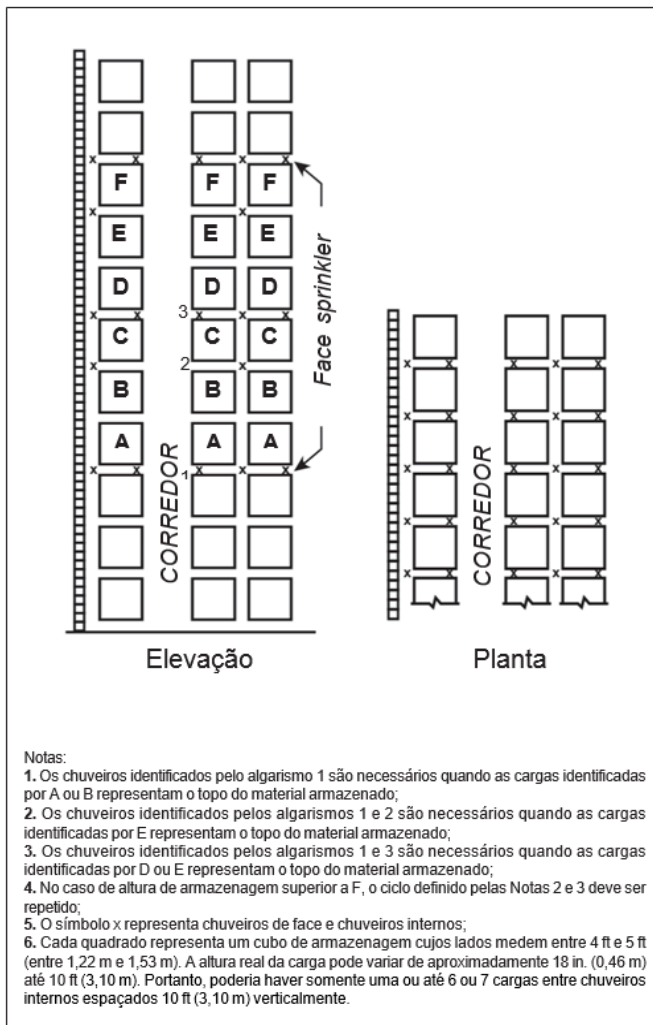 F F F
E E E
D D D
3
C C C
2
B B B
A A A
1
CORREDOR
Face sprinkler
CORREDOR
Elevação
Planta
Notas:
1. Os chuveiros identificados pelo algarismo 1 são necessários quando as cargas identificadas
por A ou B representam o topo do material armazenado;
2. Os chuveiros identificados pelos algarismos 1 e 2 são necessários quando as cargas
identificadas por E representam o topo do material armazenado;
3. Os chuveiros identificados pelos algarismos 1 e 3 são necessários quando as cargas
identificadas por D ou E representam o topo do material armazenado;
4. No caso de altura de armazenagem superior a F, o ciclo definido pelas Notas 2 e 3 deve ser
repetido;
5. O símbolo x representa chuveiros de face e chuveiros internos;
6. Cada quadrado representa um cubo de armazenagem cujos lados medem entre 4 ft e 5 ft
(entre 1,22 m e 1,53 m). A altura real da carga pode variar de aproximadamente 18 in. (0,46 m)
até 10 ft (3,10 m). Portanto, poderia haver somente uma ou até 6 ou 7 cargas entre chuveiros
internos espaçados 10 ft (3,10 m) verticalmente.